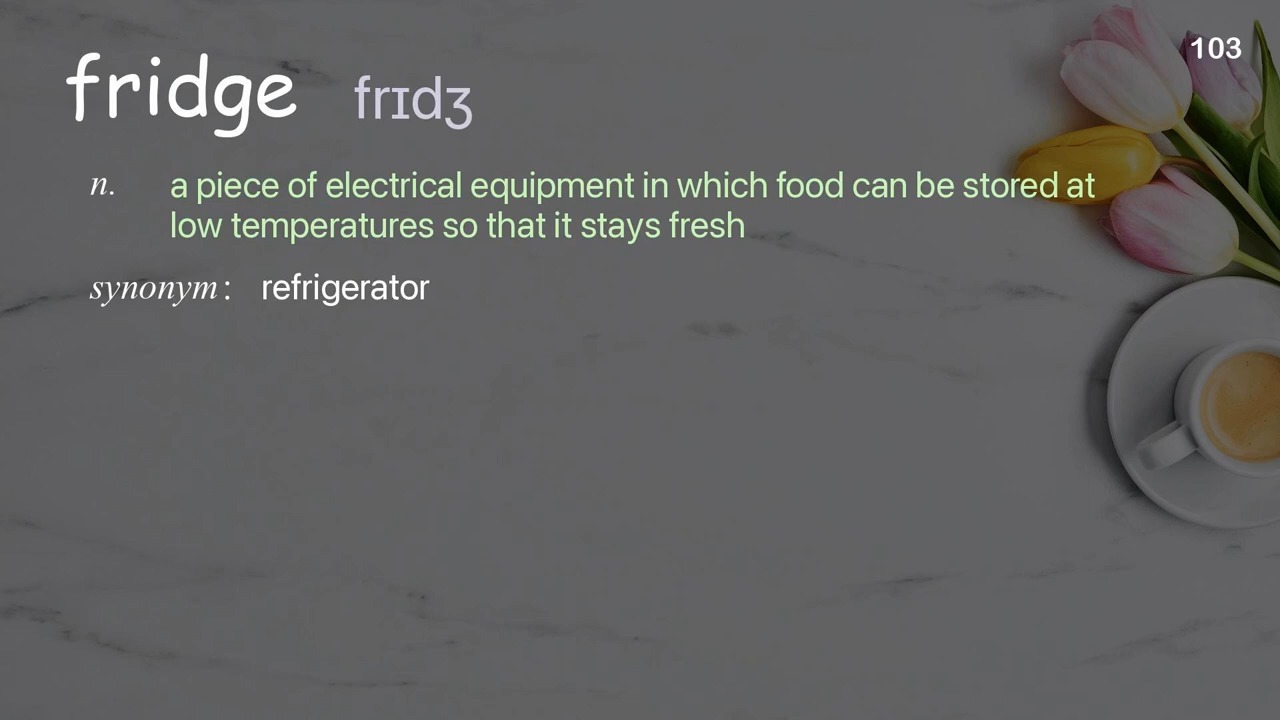 103
fridge frɪdʒ
n. a piece of electrical equipment in which food can be stored at
low temperatures so that it stays fresh
synonym: refrigerator